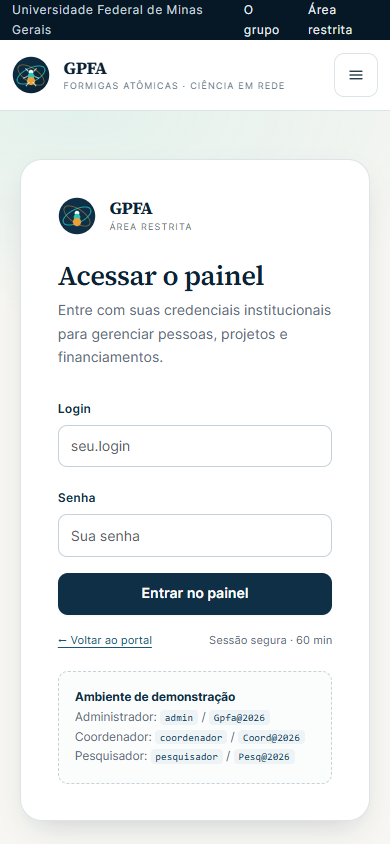 Universidade Federal de Minas Gerais
O grupo
Área restrita
GPFA
FORMIGAS ATÔMICAS · CIÊNCIA EM REDE
GPFA
ÁREA RESTRITA
Acessar o painel
Entre com suas credenciais institucionais
para gerenciar pessoas, projetos e
financiamentos.
Login
seu.login
Senha
Sua senha
Entrar no painel
← Voltar ao portal
Sessão segura · 60 min
Ambiente de demonstração
Administrador: admin / Gpfa@2026
Coordenador: coordenador / Coord@2026
Pesquisador: pesquisador / Pesq@2026